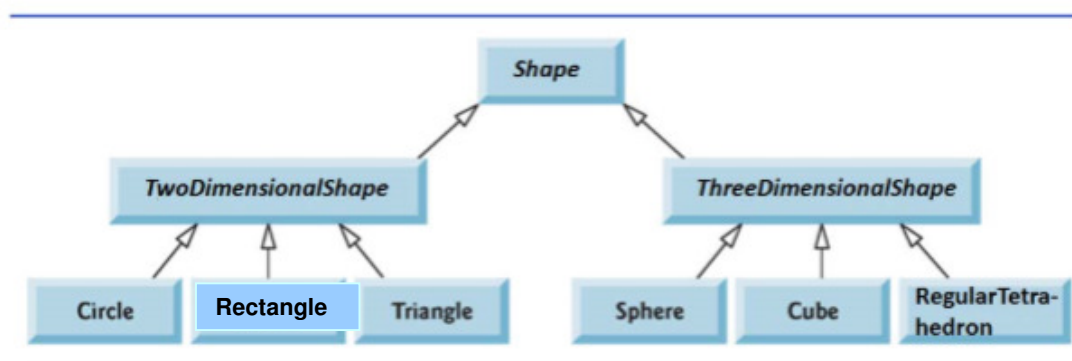 Shape
TwoDimensionalShape
ThreeDimensionalShape
Circle
Rectangle
Triangle
Sphere
Cube
RegularTetra-
hedron